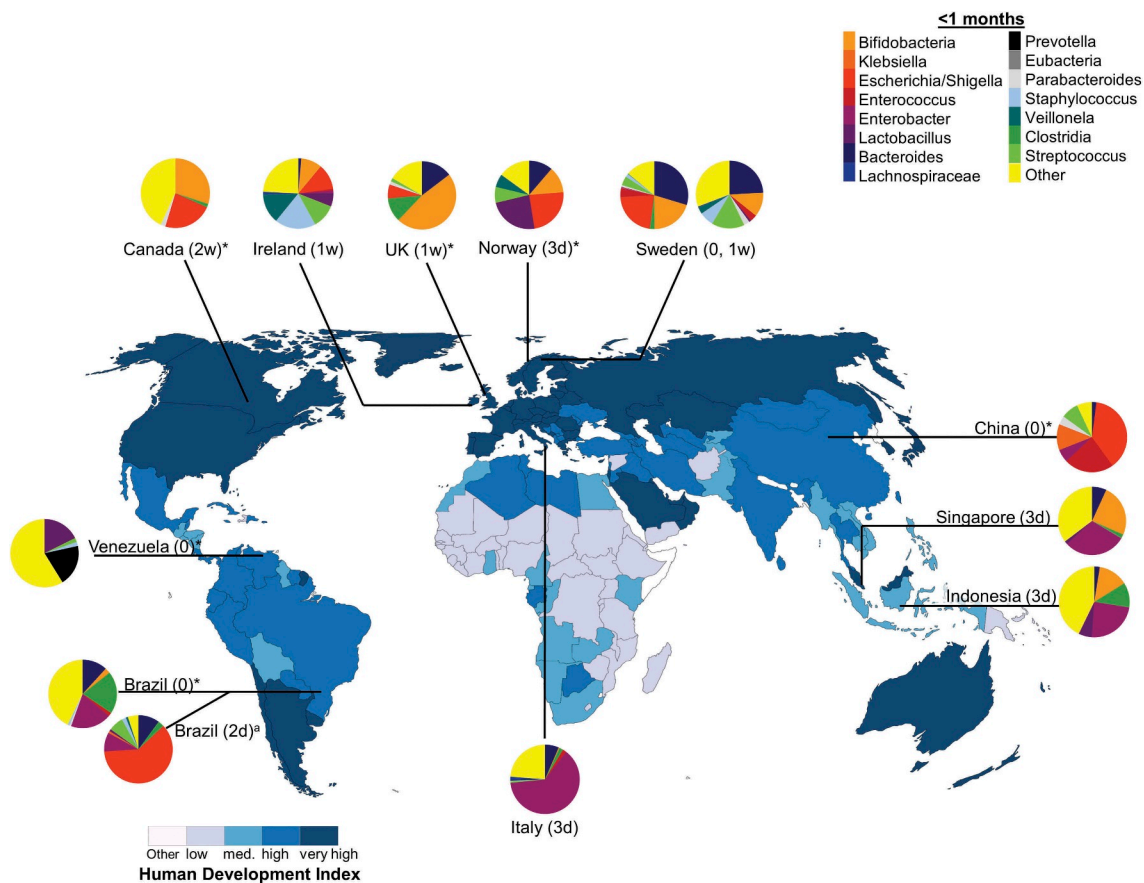 <1 months
Bifidobacteria
Klebsiella
Escherichia/Shigella
Enterococcus
Enterobacter
Lactobacillus
Bacteroides
Lachnospiraceae
Prevotella
Eubacteria
Parabacteroides
Staphylococcus
Veillonela
Clostridia
Streptococcus
Other
Canada (2w)*
Ireland (1w)
UK (1w)*
Norway (3d)*
Sweden (0, 1w)
China (0)*
Singapore (3d)
Indonesia (3d)
Venezuela (0)*
Brazil (0)*
Brazil (2d)ᵃ
Italy (3d)
Other low med. high very high
Human Development Index